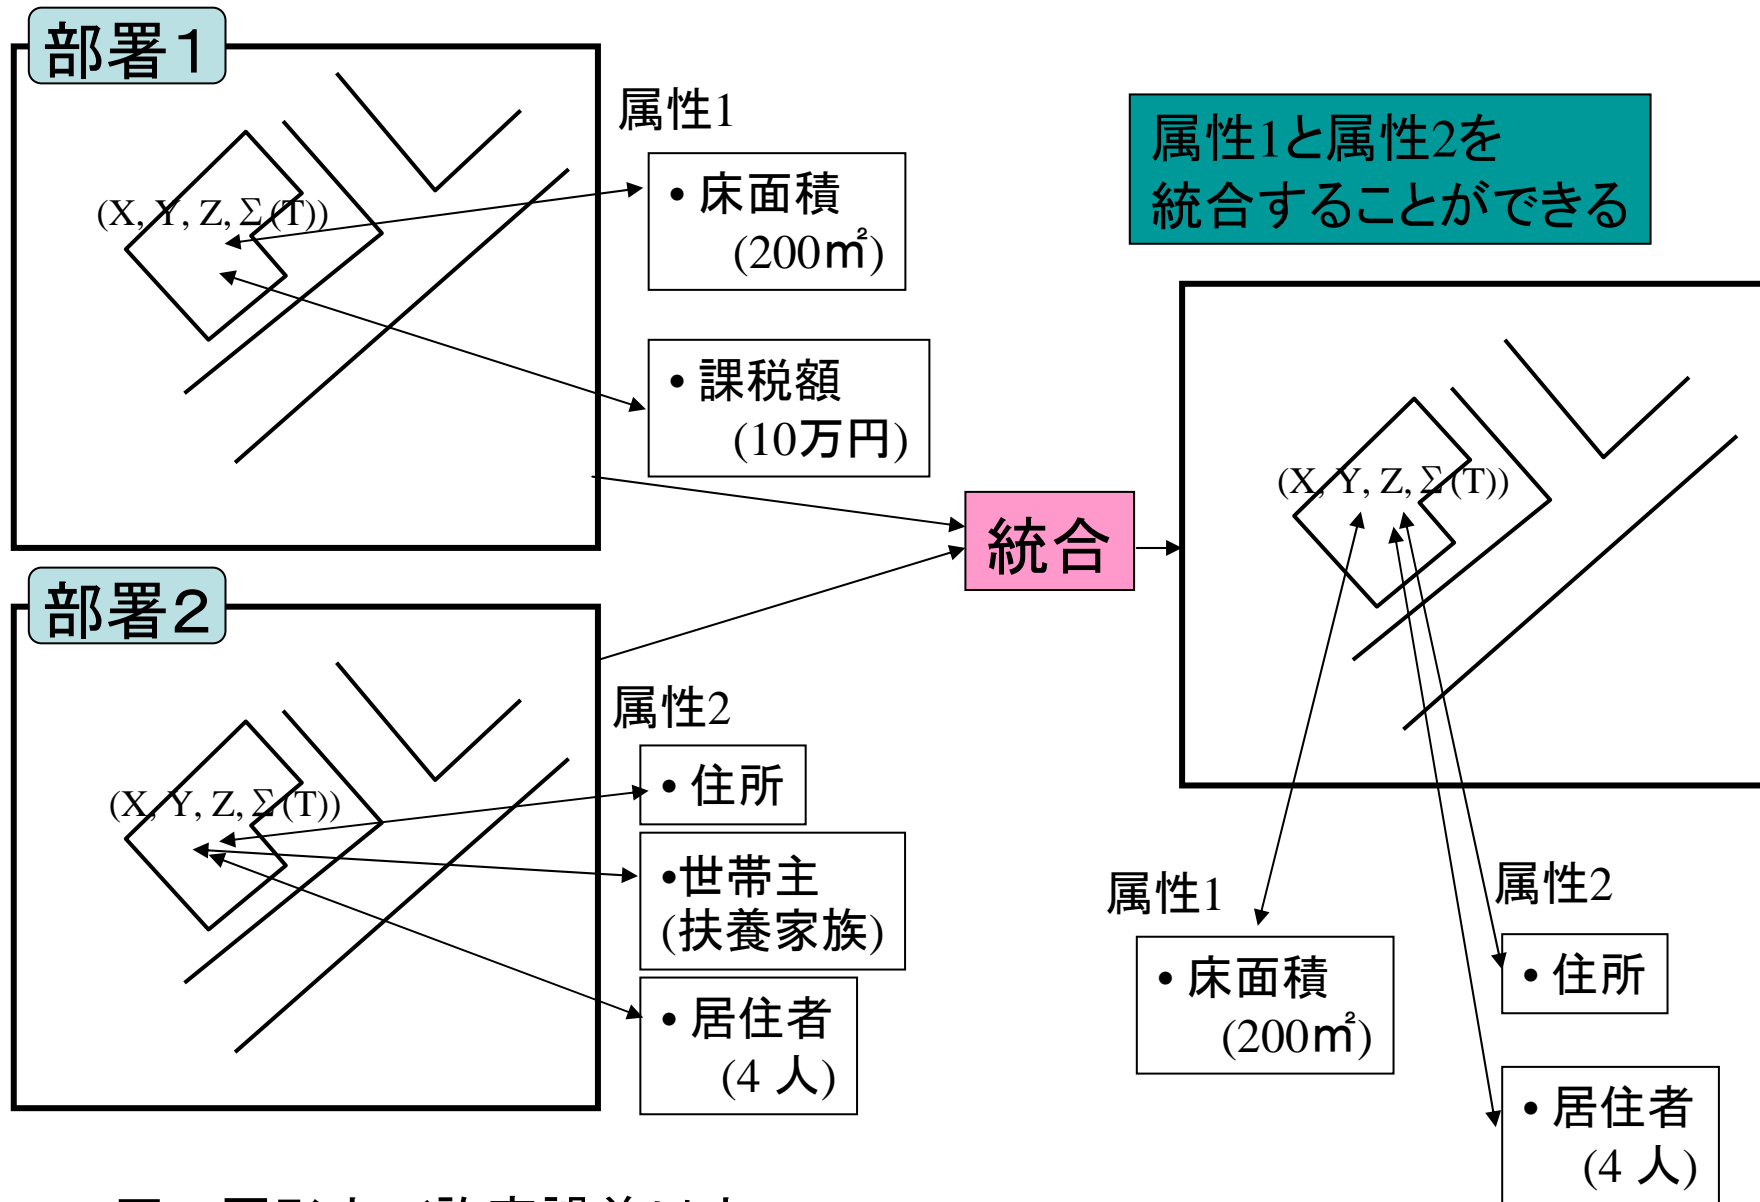 部署１
(X, Y, Z, Σ(T))
属性1
• 床面積
(200㎡)
• 課税額
(10万円)
部署２
(X, Y, Z, Σ(T))
属性2
• 住所
•世帯主
(扶養家族)
• 居住者
(4 人)
統合
属性1と属性2を
統合することができる
(X, Y, Z, Σ(T))
属性1
• 床面積
(200㎡)
属性2
• 住所
• 居住者
(4 人)